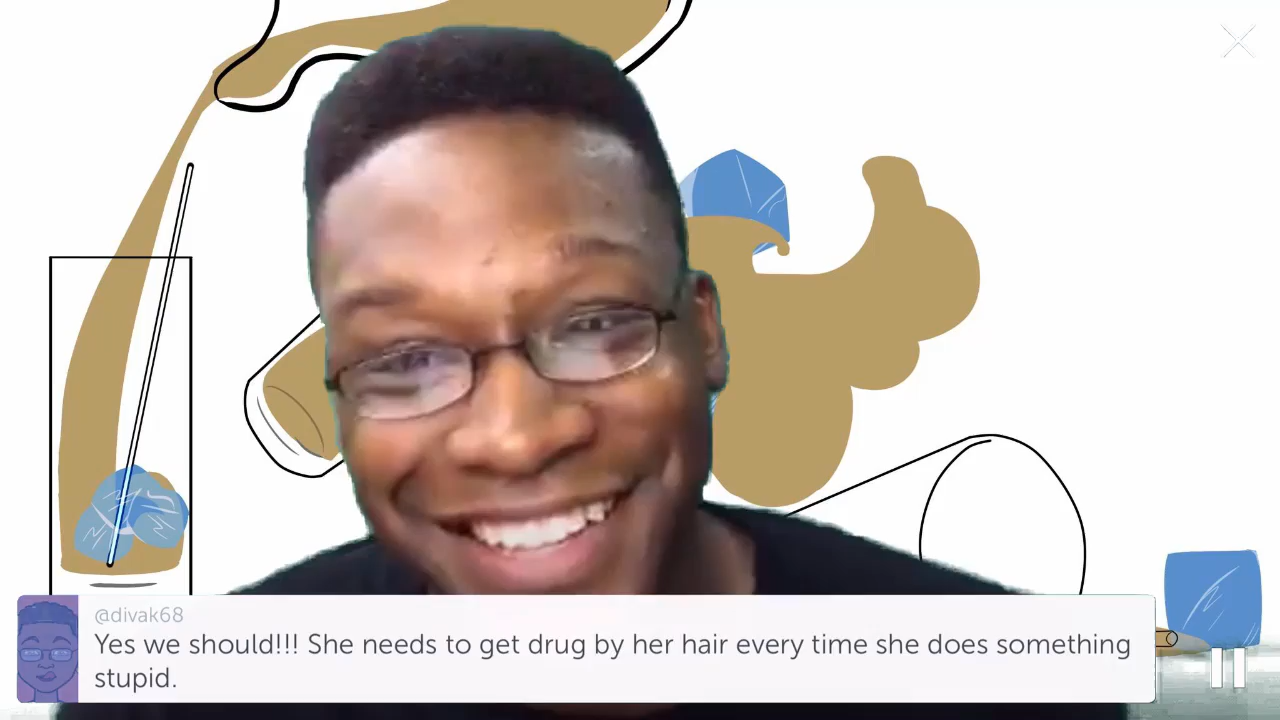 @divak68
Yes we should!!! She needs to get drug by her hair every time she does something
stupid.